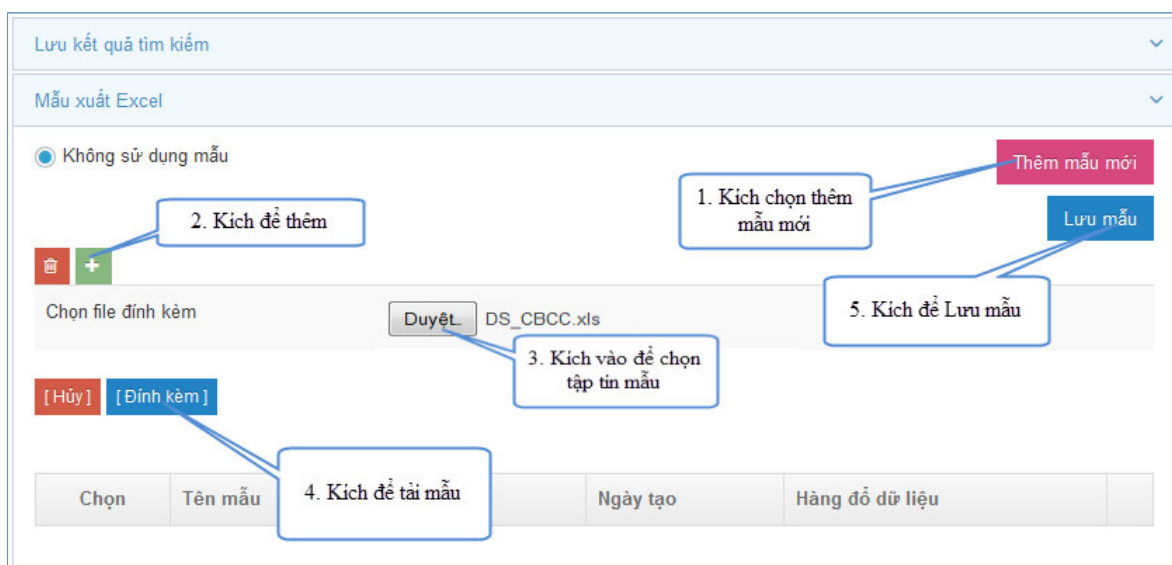 Lưu kết quả tìm kiếm
Mẫu xuất Excel
Không sử dụng mẫu
Thêm mẫu mới
1. Kích chọn thêm
mẫu mới
2. Kích để thêm
Lưu mẫu
5. Kích để Lưu mẫu
Chọn file đính kèm
Duyệt..
DS_CBCC.xls
3. Kích vào để chọn
tập tin mẫu
[ Hủy ]
[ Đính kèm ]
4. Kích để tải mẫu
Chọn
Tên mẫu
Ngày tạo
Hàng đổ dữ liệu